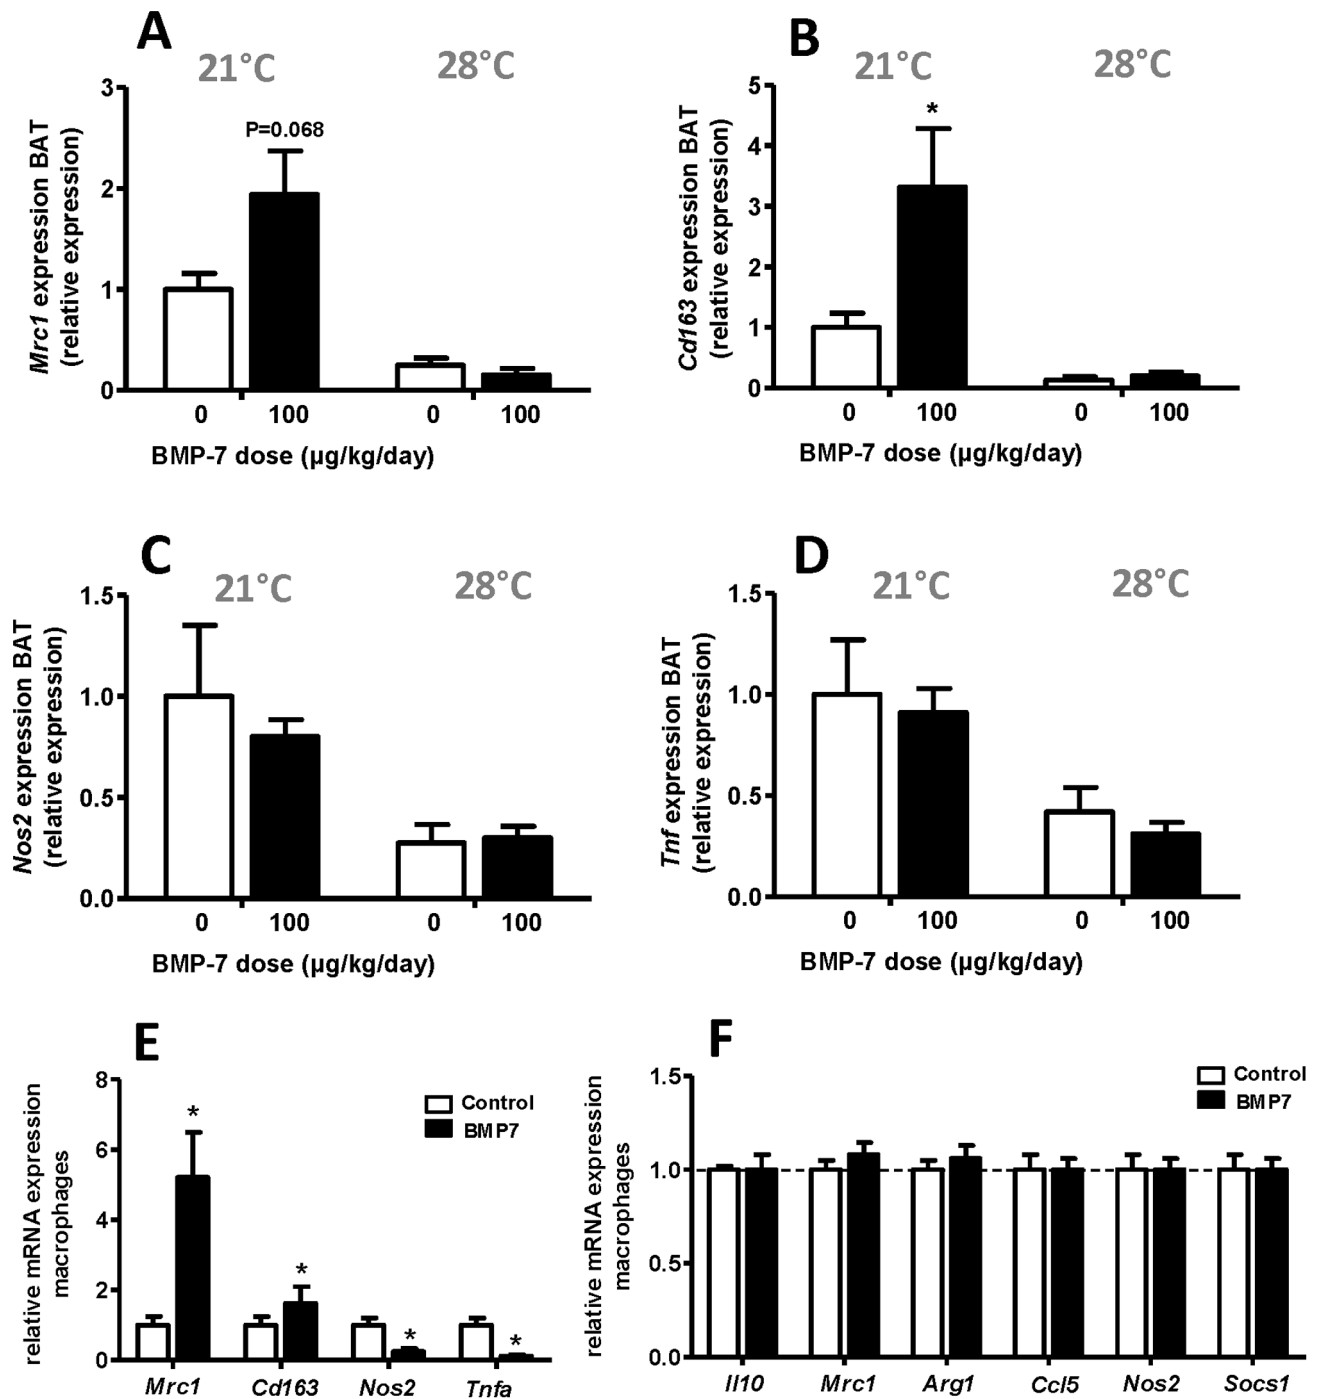 A
21°C 28°C
Mrc1 expression BAT
(relative expression)
3
2
1
0
P=0.068
0 100 0 100
BMP-7 dose (µg/kg/day)
B
21°C 28°C
Cd163 expression BAT
(relative expression)
5
4
3
2
1
0
*
0 100 0 100
BMP-7 dose (µg/kg/day)
C
21°C 28°C
Nos2 expression BAT
(relative expression)
1.5
1.0
0.5
0.0
0 100 0 100
BMP-7 dose (µg/kg/day)
D
21°C 28°C
Tnf expression BAT
(relative expression)
1.5
1.0
0.5
0.0
0 100 0 100
BMP-7 dose (µg/kg/day)
E
relative mRNA expression
macrophages
8
6
4
2
0
Control
BMP7
* * * *
Mrc1 Cd163 Nos2 Tnfa
F
relative mRNA expression
macrophages
1.5
1.0
0.5
0.0
Control
BMP7
Il10 Mrc1 Arg1 Ccl5 Nos2 Socs1